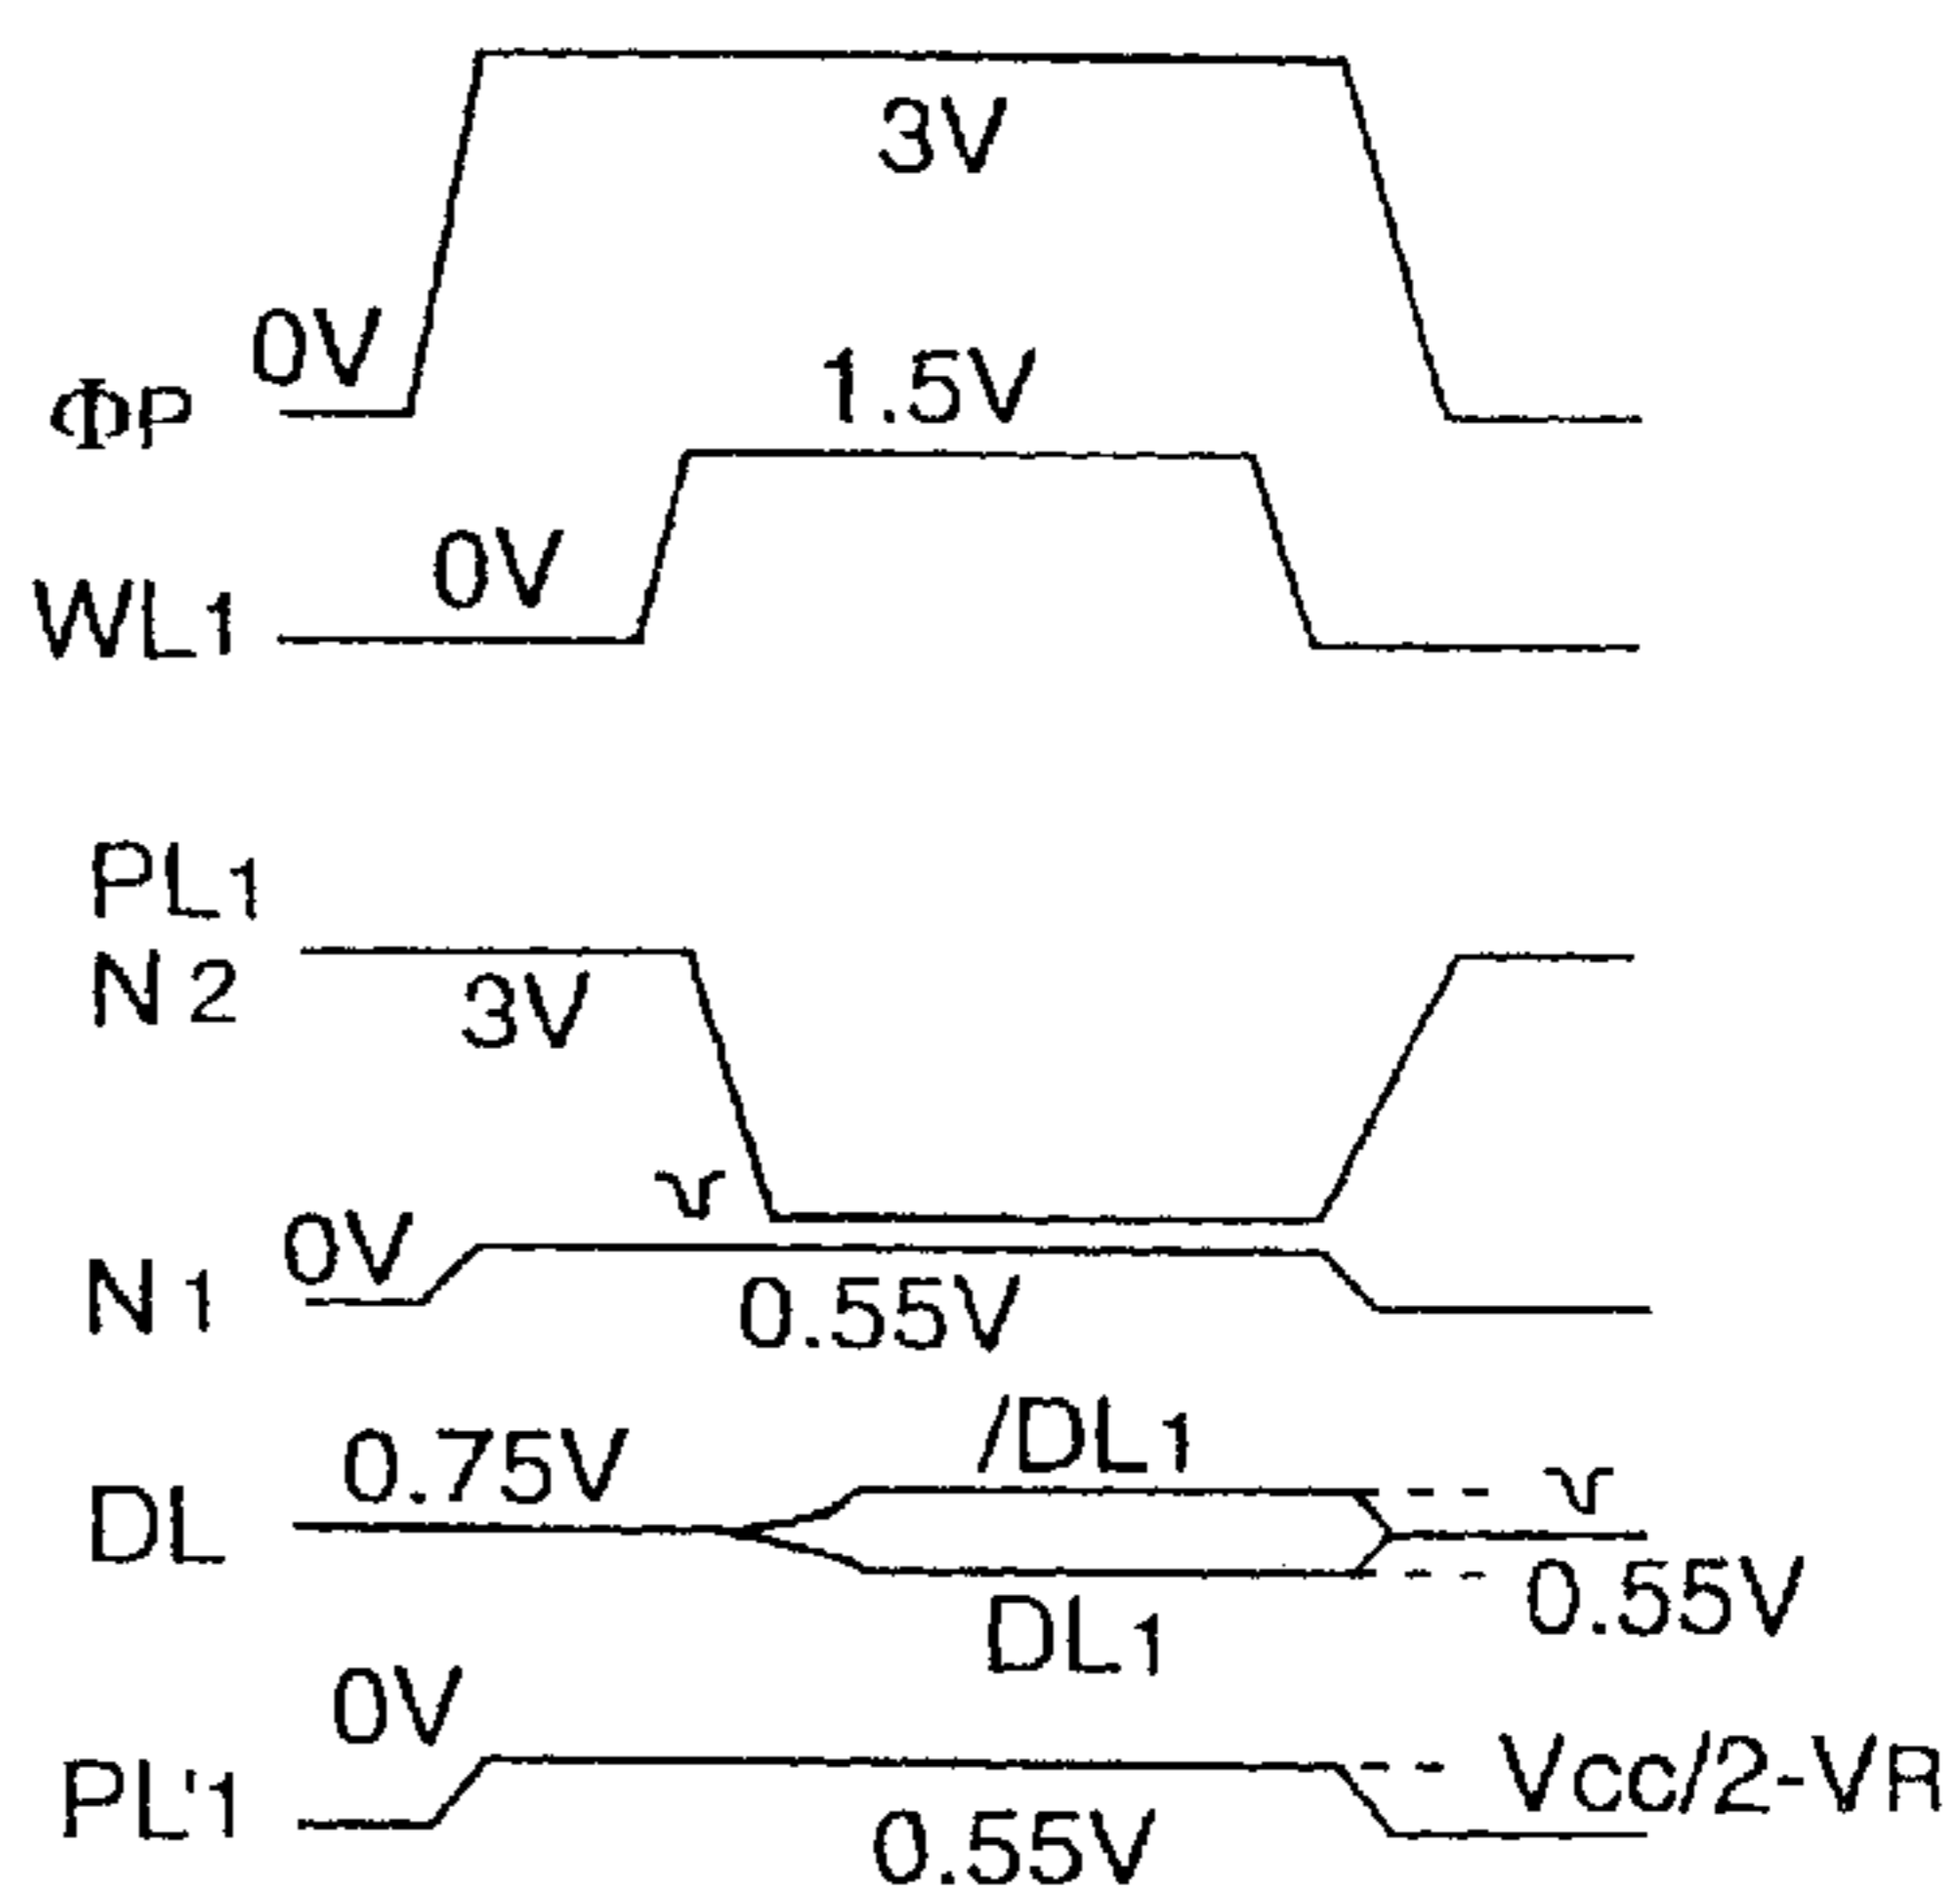 3V
0V
ΦP
1.5V
0V
WL1
PL1
N2
3V
0V
N1
0.55V
/DL1
0.75V
DL
0.55V
DL1
0V
PL'1
Vcc/2-VR
0.55V